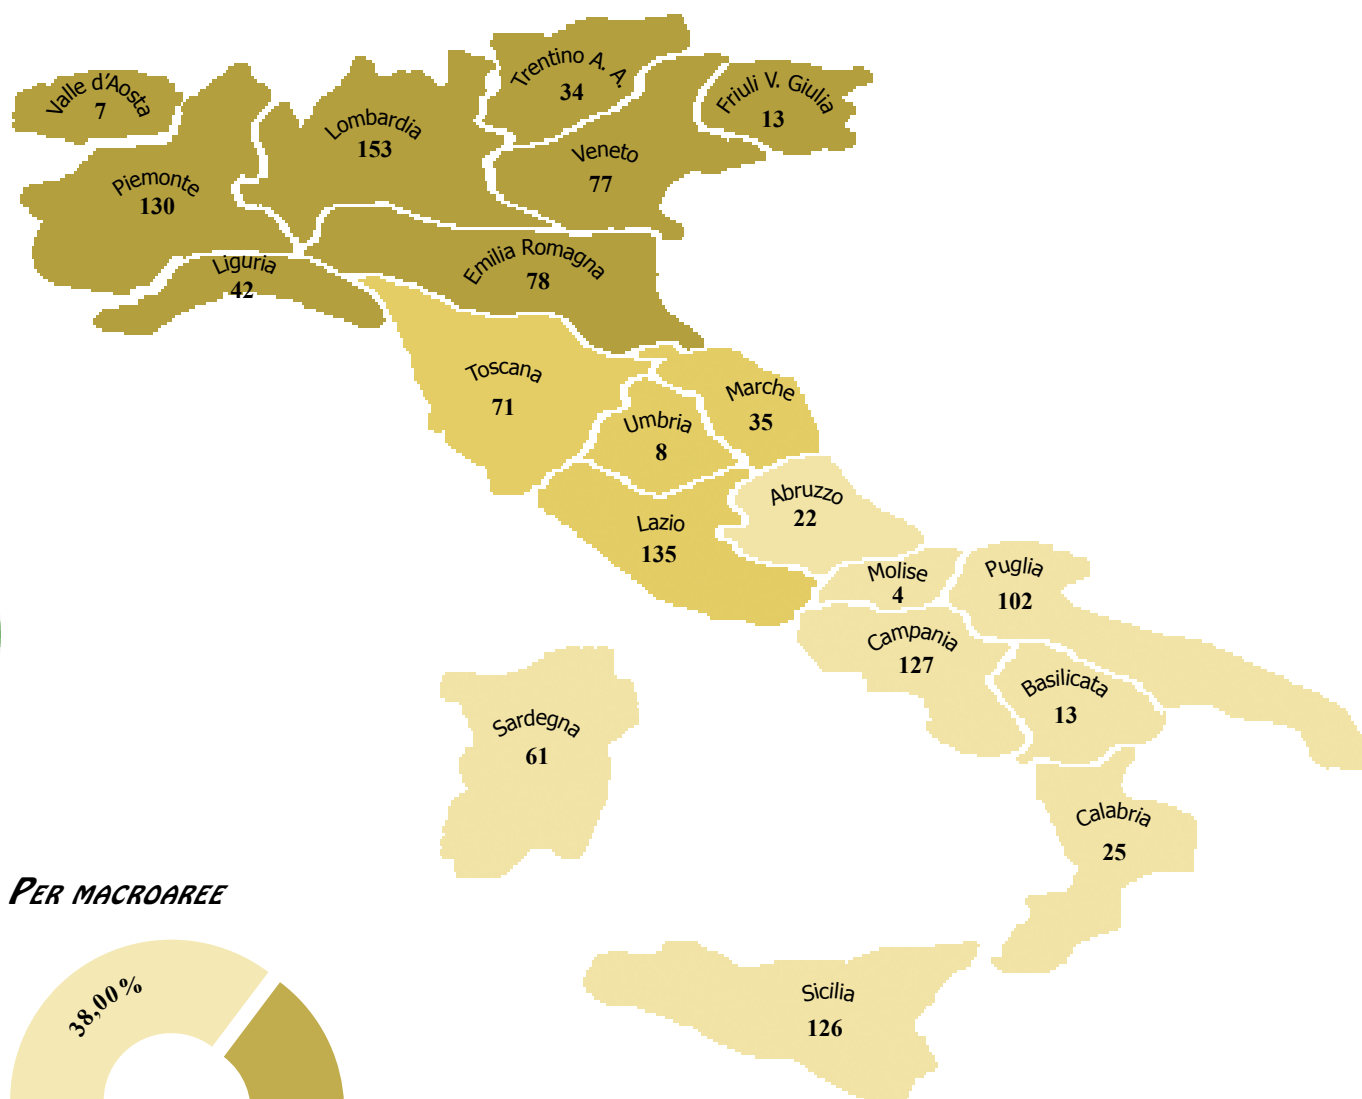 Valle d'Aosta
7
Piemonte
130
Lombardia
153
Trentino A. A.
34
Veneto
77
Friuli V. Giulia
13
Liguria
42
Emilia Romagna
78
Toscana
71
Marche
35
Umbria
8
Lazio
135
Abruzzo
22
Molise
4
Puglia
102
Campania
127
Basilicata
13
Sardegna
61
Calabria
25
Sicilia
126
PER MACROAREE
38,00%